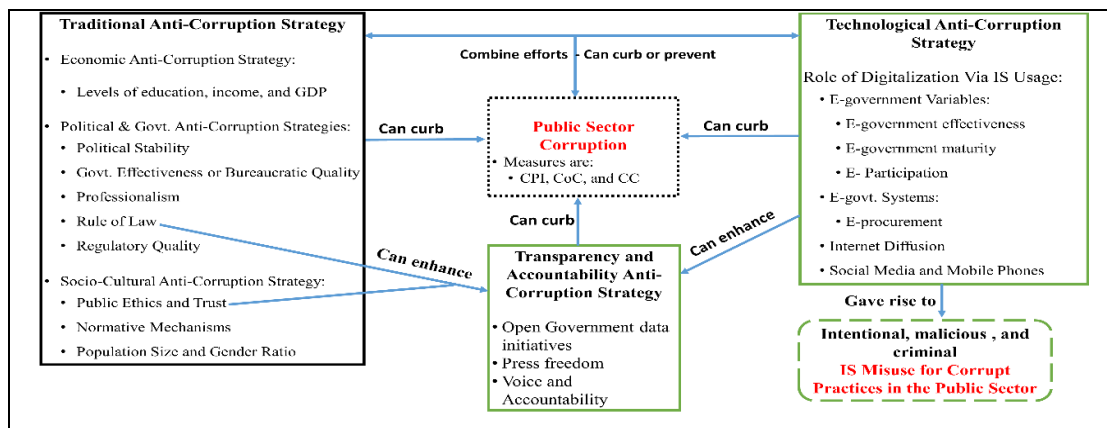 Traditional Anti-Corruption Strategy
• Economic Anti-Corruption Strategy:
• Levels of education, income, and GDP
• Political & Govt. Anti-Corruption Strategies:
• Political Stability
• Govt. Effectiveness or Bureaucratic Quality
• Professionalism
• Rule of Law
• Regulatory Quality
• Socio-Cultural Anti-Corruption Strategy:
• Public Ethics and Trust
• Normative Mechanisms
• Population Size and Gender Ratio
Combine efforts - Can curb or prevent
Can curb
Public Sector
Corruption
• Measures are:
• CPI, CoC, and CC
Can curb
Can curb
Can enhance
Can enhance
Transparency and
Accountability Anti-
Corruption Strategy
• Open Government data
initiatives
• Press freedom
• Voice and
Accountability
Technological Anti-Corruption
Strategy
Role of Digitalization Via IS Usage:
• E-government Variables:
• E-government effectiveness
• E-government maturity
• E- Participation
• E-govt. Systems:
• E-procurement
• Internet Diffusion
• Social Media and Mobile Phones
Gave rise to
Intentional, malicious , and
criminal
IS Misuse for Corrupt
Practices in the Public Sector